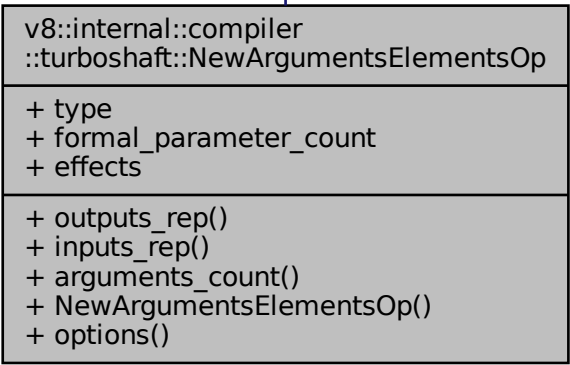 v8::internal::compiler
::turboshaft::NewArgumentsElementsOp
+ type
+ formal_parameter_count
+ effects
+ outputs_rep()
+ inputs_rep()
+ arguments_count()
+ NewArgumentsElementsOp()
+ options()